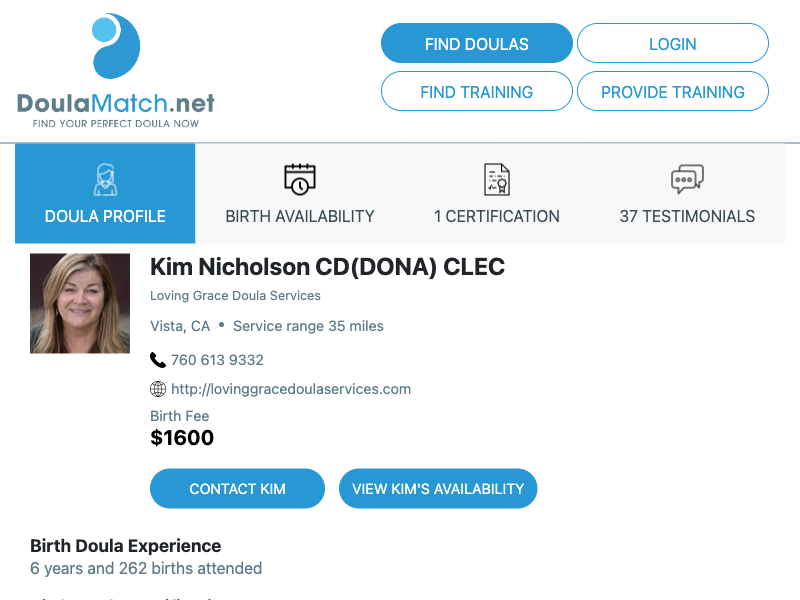 DoulaMatch.net
FIND YOUR PERFECT DOULA NOW
FIND DOULAS
LOGIN
FIND TRAINING
PROVIDE TRAINING
DOULA PROFILE
BIRTH AVAILABILITY
1 CERTIFICATION
37 TESTIMONIALS
Kim Nicholson CD(DONA) CLEC
Loving Grace Doula Services
Vista, CA • Service range 35 miles
760 613 9332
http://lovinggracedoulaservices.com
Birth Fee
$1600
CONTACT KIM
VIEW KIM'S AVAILABILITY
Birth Doula Experience
6 years and 262 births attended